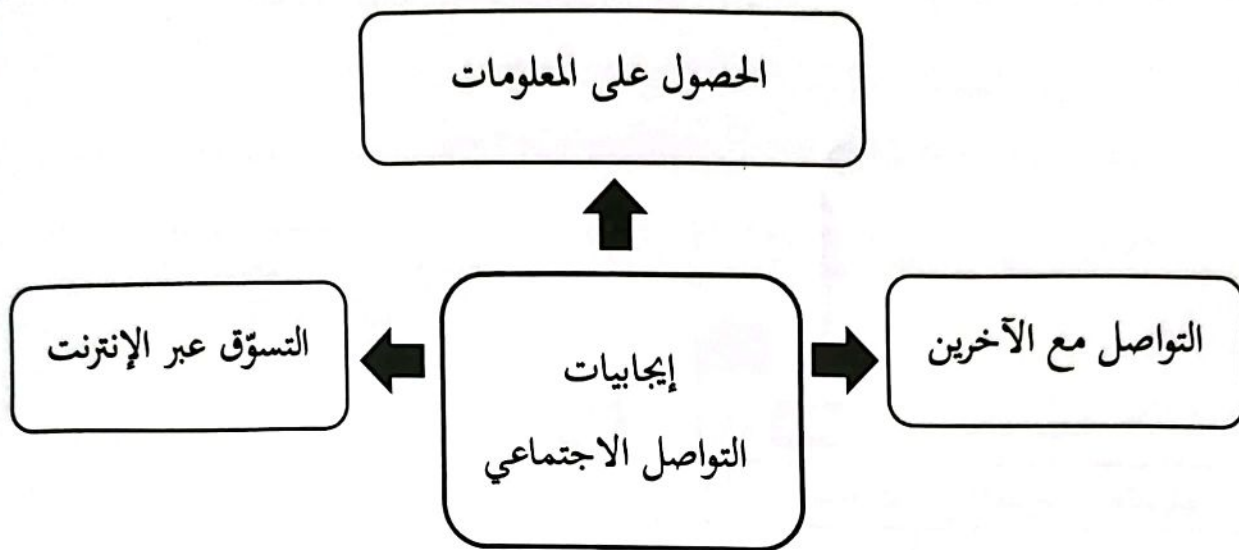 الحصول على المعلومات
التواصل مع الآخرين
إيجابيات
التواصل الاجتماعي
التسوّق عبر الإنترنت